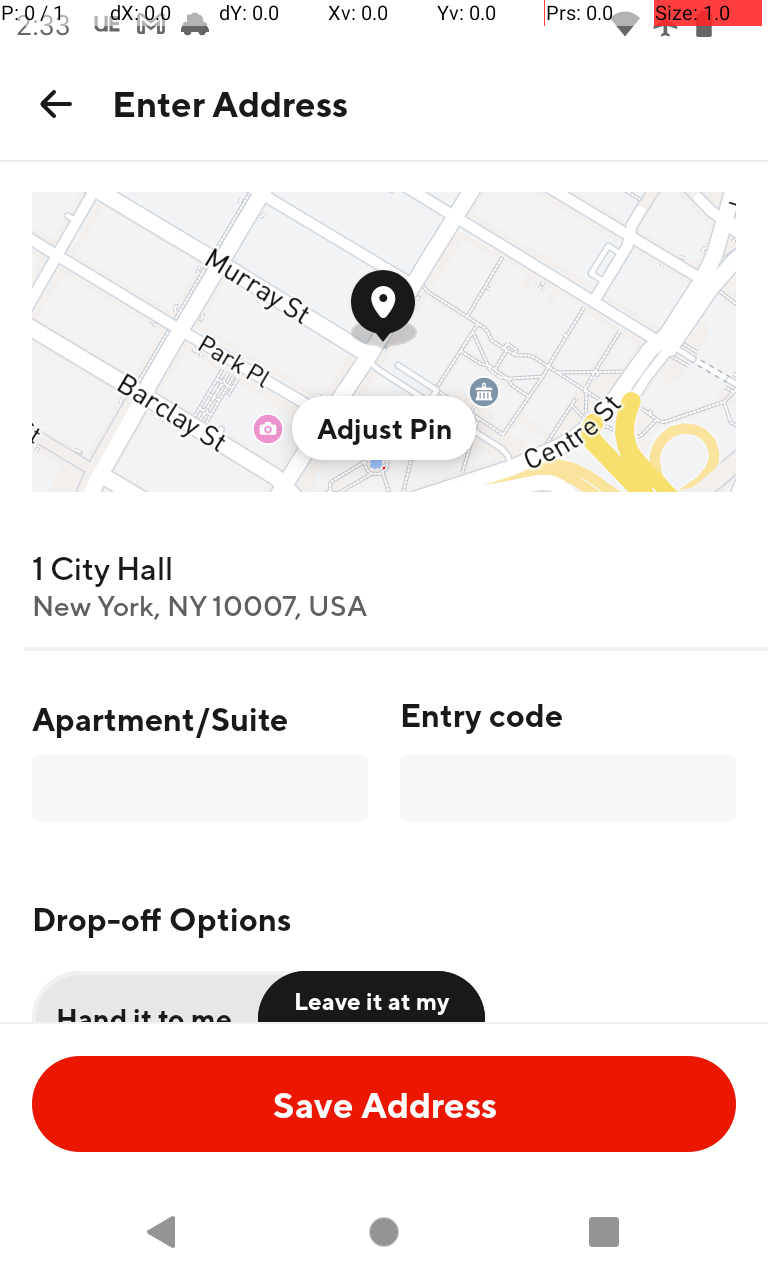 P: 0 / 1 dX: 0.0 dY: 0.0 Xv: 0.0 Yv: 0.0 Prs: 0.0 Size: 1.0
2:33 UE
Enter Address
Murray St
Park Pl
Barclay St
Adjust Pin
Centre St
1 City Hall
New York, NY 10007, USA
Apartment/Suite Entry code
Drop-off Options
Hand it to me Leave it at my
Save Address